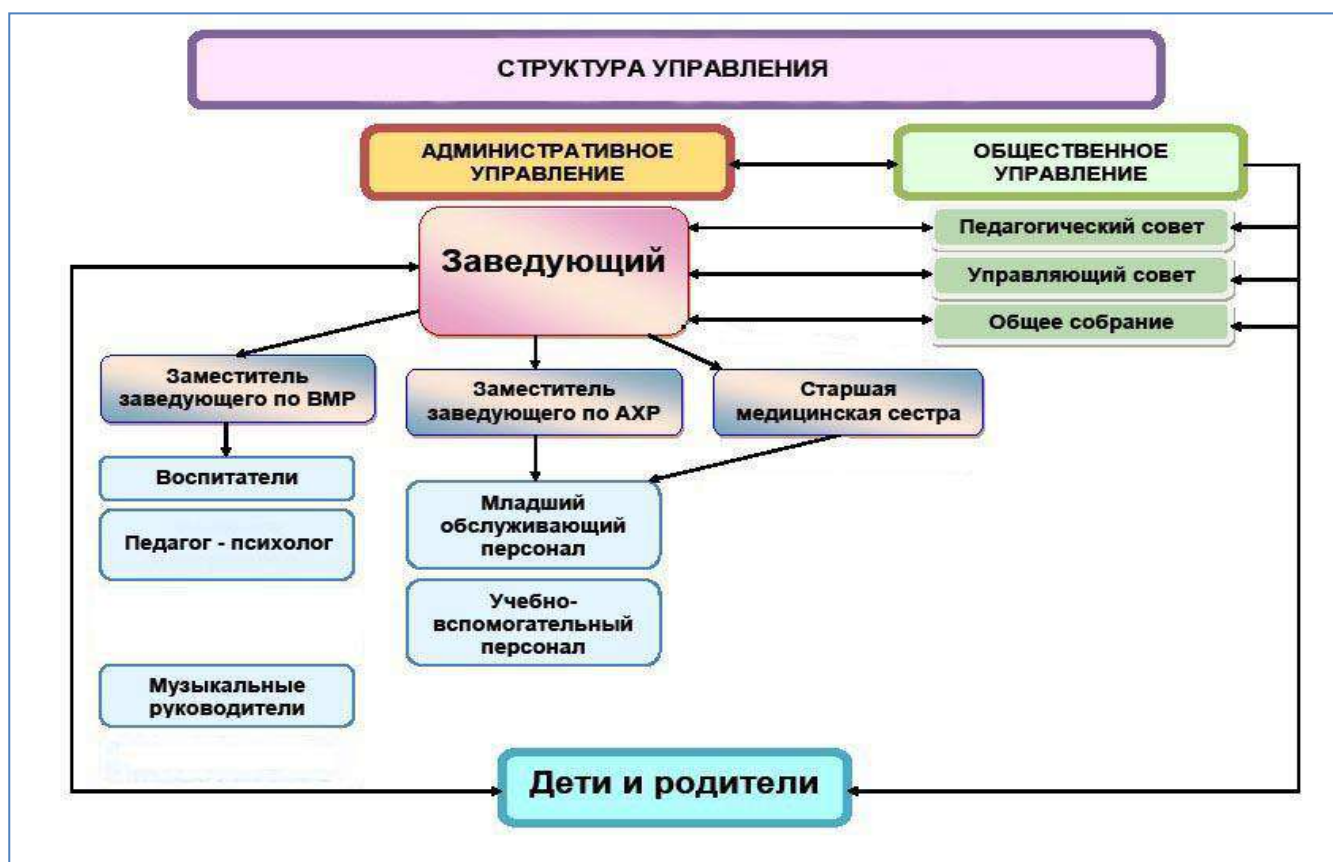 СТРУКТУРА УПРАВЛЕНИЯ
АДМИНИСТРАТИВНОЕ
УПРАВЛЕНИЕ
ОБЩЕСТВЕННОЕ
УПРАВЛЕНИЕ
Заведующий
Педагогический совет
Управляющий совет
Общее собрание
Заместитель
заведующего по ВМР
Заместитель
заведующего по АХР
Старшая
медицинская сестра
Воспитатели
Педагог - психолог
Музыкальные
руководители
Младший
обслуживающий
персонал
Учебно-
вспомогательный
персонал
Дети и родители